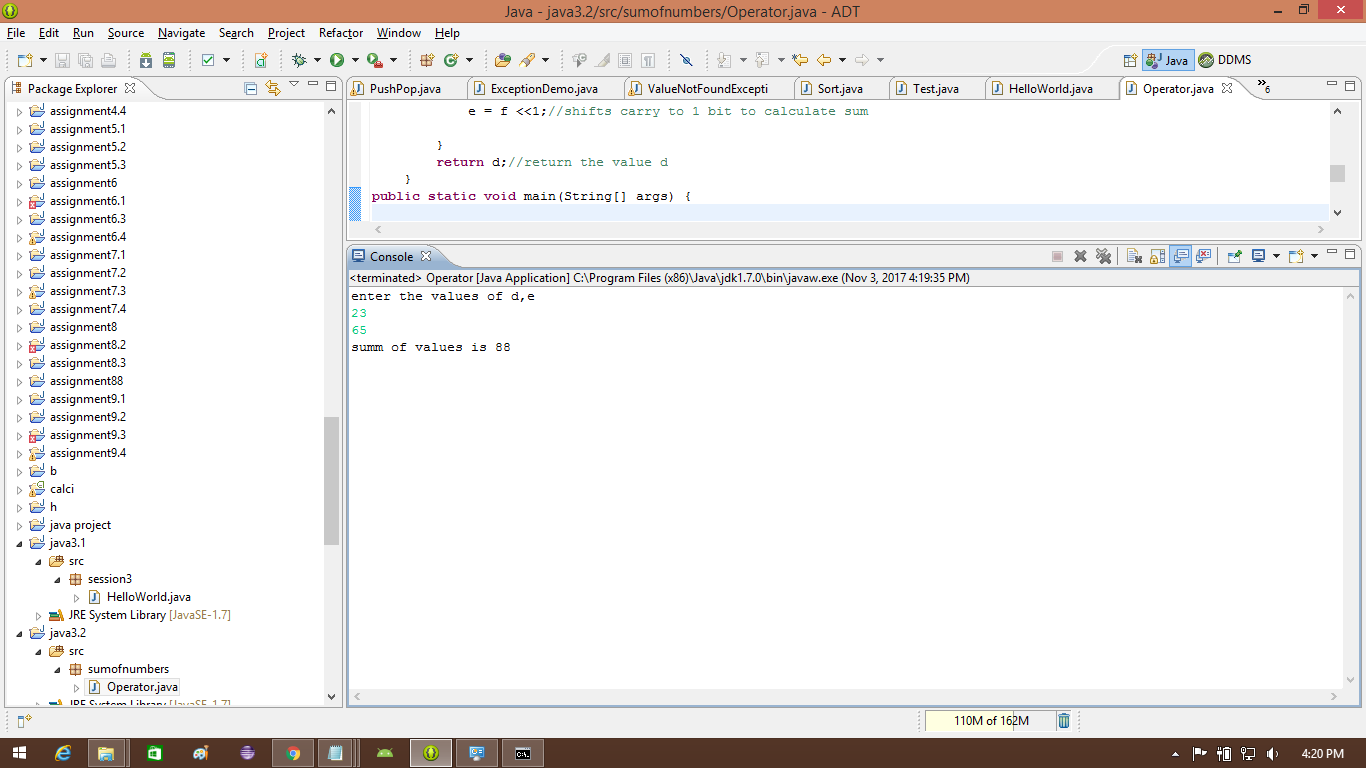 Java - java3.2/src/sumofnumbers/Operator.java - ADT
File Edit Run Source Navigate Search Project Refactor Window Help
Java DDMS
Package Explorer
assignment4.4
assignment5.1
assignment5.2
assignment5.3
assignment6
assignment6.1
assignment6.3
assignment6.4
assignment7.1
assignment7.2
assignment7.3
assignment7.4
assignment8
assignment8.2
assignment8.3
assignment88
assignment9.1
assignment9.2
assignment9.3
assignment9.4
b
calci
h
java project
java3.1
src
session3
HelloWorld.java
JRE System Library [JavaSE-1.7]
java3.2
src
sumofnumbers
Operator.java
JRE System Library [JavaSE-1.7]
PushPop.java ExceptionDemo.java ValueNotFoundExcepti Sort.java Test.java HelloWorld.java Operator.java »6
e = f <<1;//shifts carry to 1 bit to calculate sum
}
return d;//return the value d
}
public static void main(String[] args) {
Console
<terminated> Operator [Java Application] C:\Program Files (x86)\Java\jdk1.7.0\bin\javaw.exe (Nov 3, 2017 4:19:35 PM)
enter the values of d,e
23
65
summ of values is 88
110M of 162M
C:\.
4:20 PM